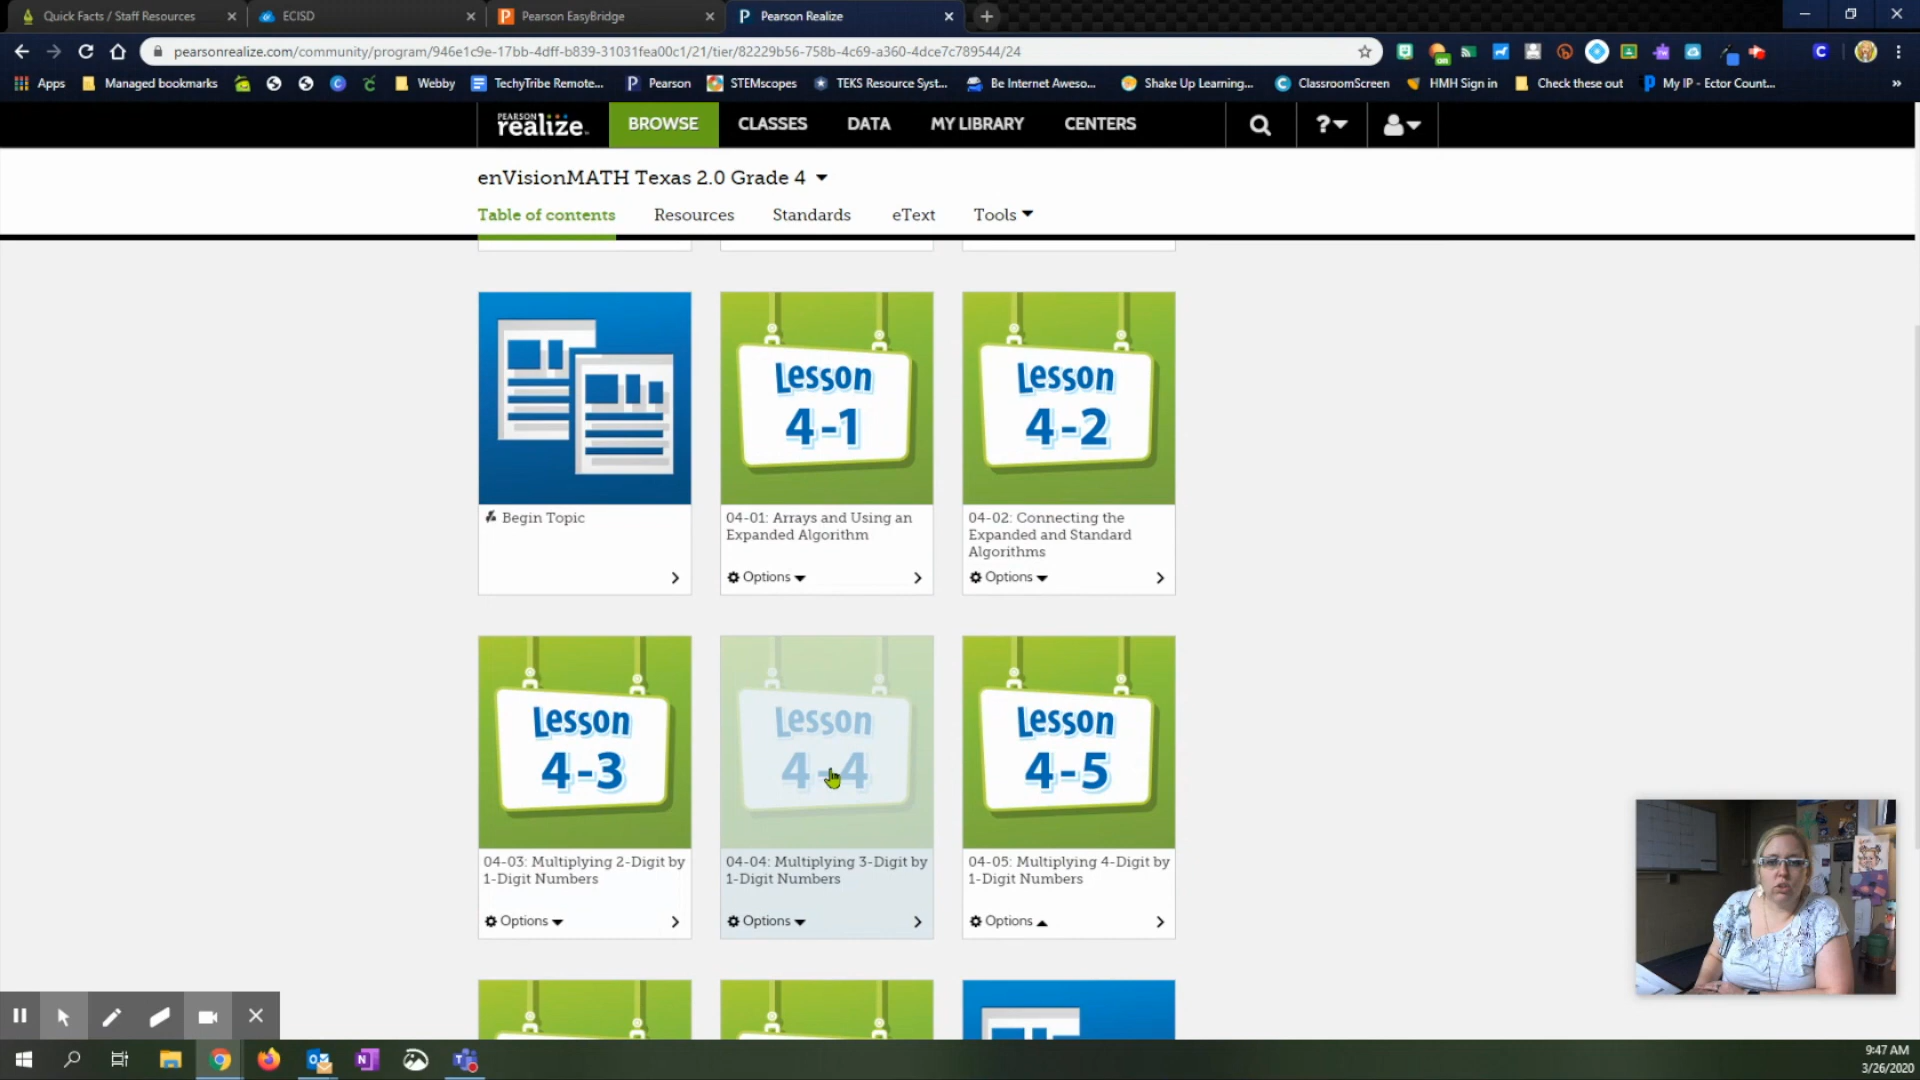 Quick Facts / Staff Resources
ECISD
Pearson EasyBridge
Pearson Realize
pearsonrealize.com/community/program/946e1c9e-17bb-4dff-b839-31031fea00c1/21/tier/82229b56-758b-4c69-a360-4dce7c789544/24
Apps
Managed bookmarks
Webby
TechyTribe Remote...
Pearson
STEMscopes
TEKS Resource Syst...
Be Internet Aweso...
Shake Up Learning...
ClassroomScreen
HMH Sign in
Check these out
My IP - Ector Count...
PEARSON
realize
BROWSE
CLASSES
DATA
MY LIBRARY
CENTERS
enVisionMATH Texas 2.0 Grade 4
Table of contents
Resources
Standards
eText
Tools
Lesson
4-1
Lesson
4-2
Begin Topic
04-01: Arrays and Using an
Expanded Algorithm
Options
04-02: Connecting the
Expanded and Standard
Algorithms
Options
Lesson
4-3
Lesson
4-4
Lesson
4-5
04-03: Multiplying 2-Digit by
1-Digit Numbers
Options
04-04: Multiplying 3-Digit by
1-Digit Numbers
Options
04-05: Multiplying 4-Digit by
1-Digit Numbers
Options
9:47 AM
3/26/2020